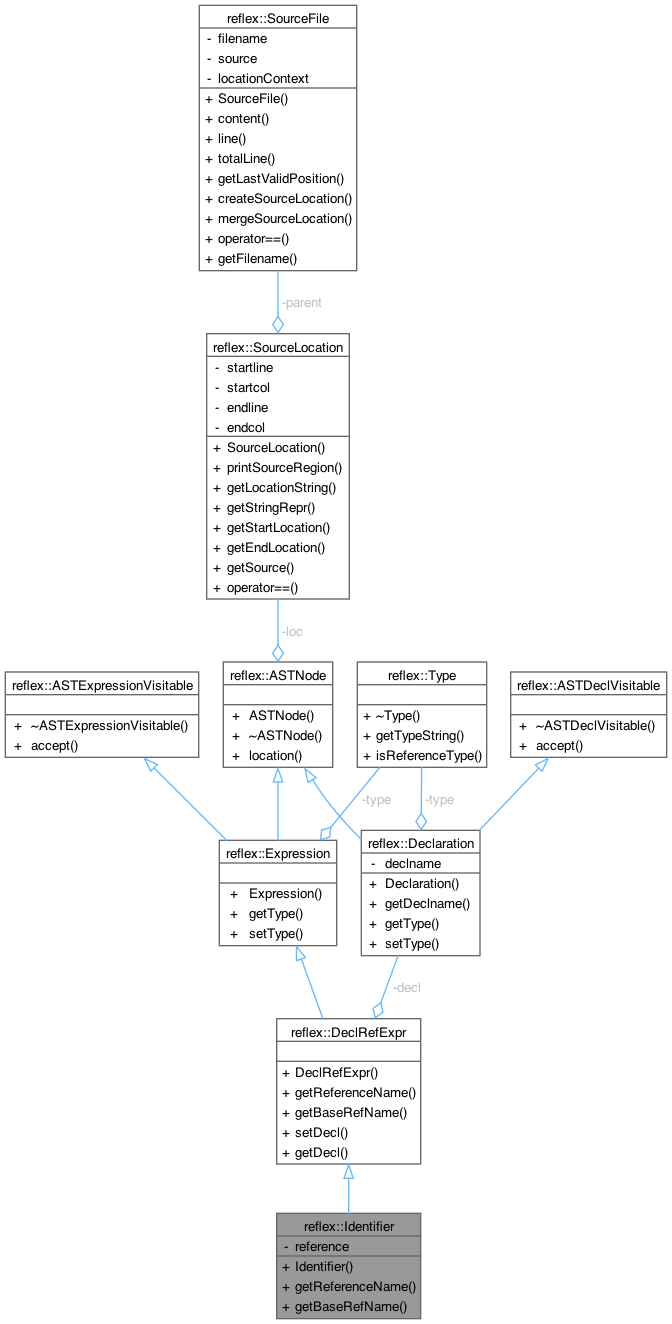 reflex::SourceFile
- filename
- source
- locationContext
+ SourceFile()
+ content()
+ line()
+ totalLine()
+ getLastValidPosition()
+ createSourceLocation()
+ mergeSourceLocation()
+ operator==()
+ getFilename()
-parent
reflex::SourceLocation
- startline
- startcol
- endline
- endcol
+ SourceLocation()
+ printSourceRegion()
+ getLocationString()
+ getStringRepr()
+ getStartLocation()
+ getEndLocation()
+ getSource()
+ operator==()
-loc
reflex::ASTExpressionVisitable
+ ~ASTExpressionVisitable()
+ accept()
reflex::ASTNode
+ ASTNode()
+ ~ASTNode()
+ location()
reflex::Type
+ ~Type()
+ getTypeString()
+ isReferenceType()
reflex::ASTDeclVisitable
+ ~ASTDeclVisitable()
+ accept()
-type
-type
reflex::Expression
+ Expression()
+ getType()
+ setType()
reflex::Declaration
- declname
+ Declaration()
+ getDeclname()
+ getType()
+ setType()
-decl
reflex::DeclRefExpr
+ DeclRefExpr()
+ getReferenceName()
+ getBaseRefName()
+ setDecl()
+ getDecl()
reflex::Identifier
- reference
+ Identifier()
+ getReferenceName()
+ getBaseRefName()